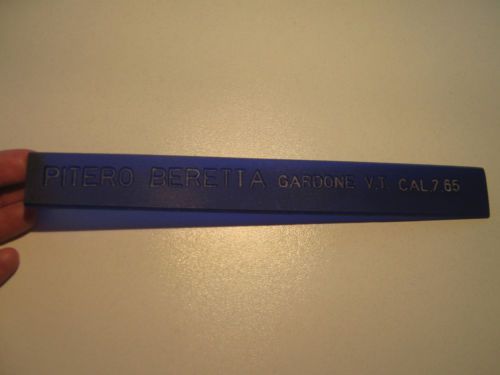 PITERO BERETTA GARDONE V.T. CAL.7.65